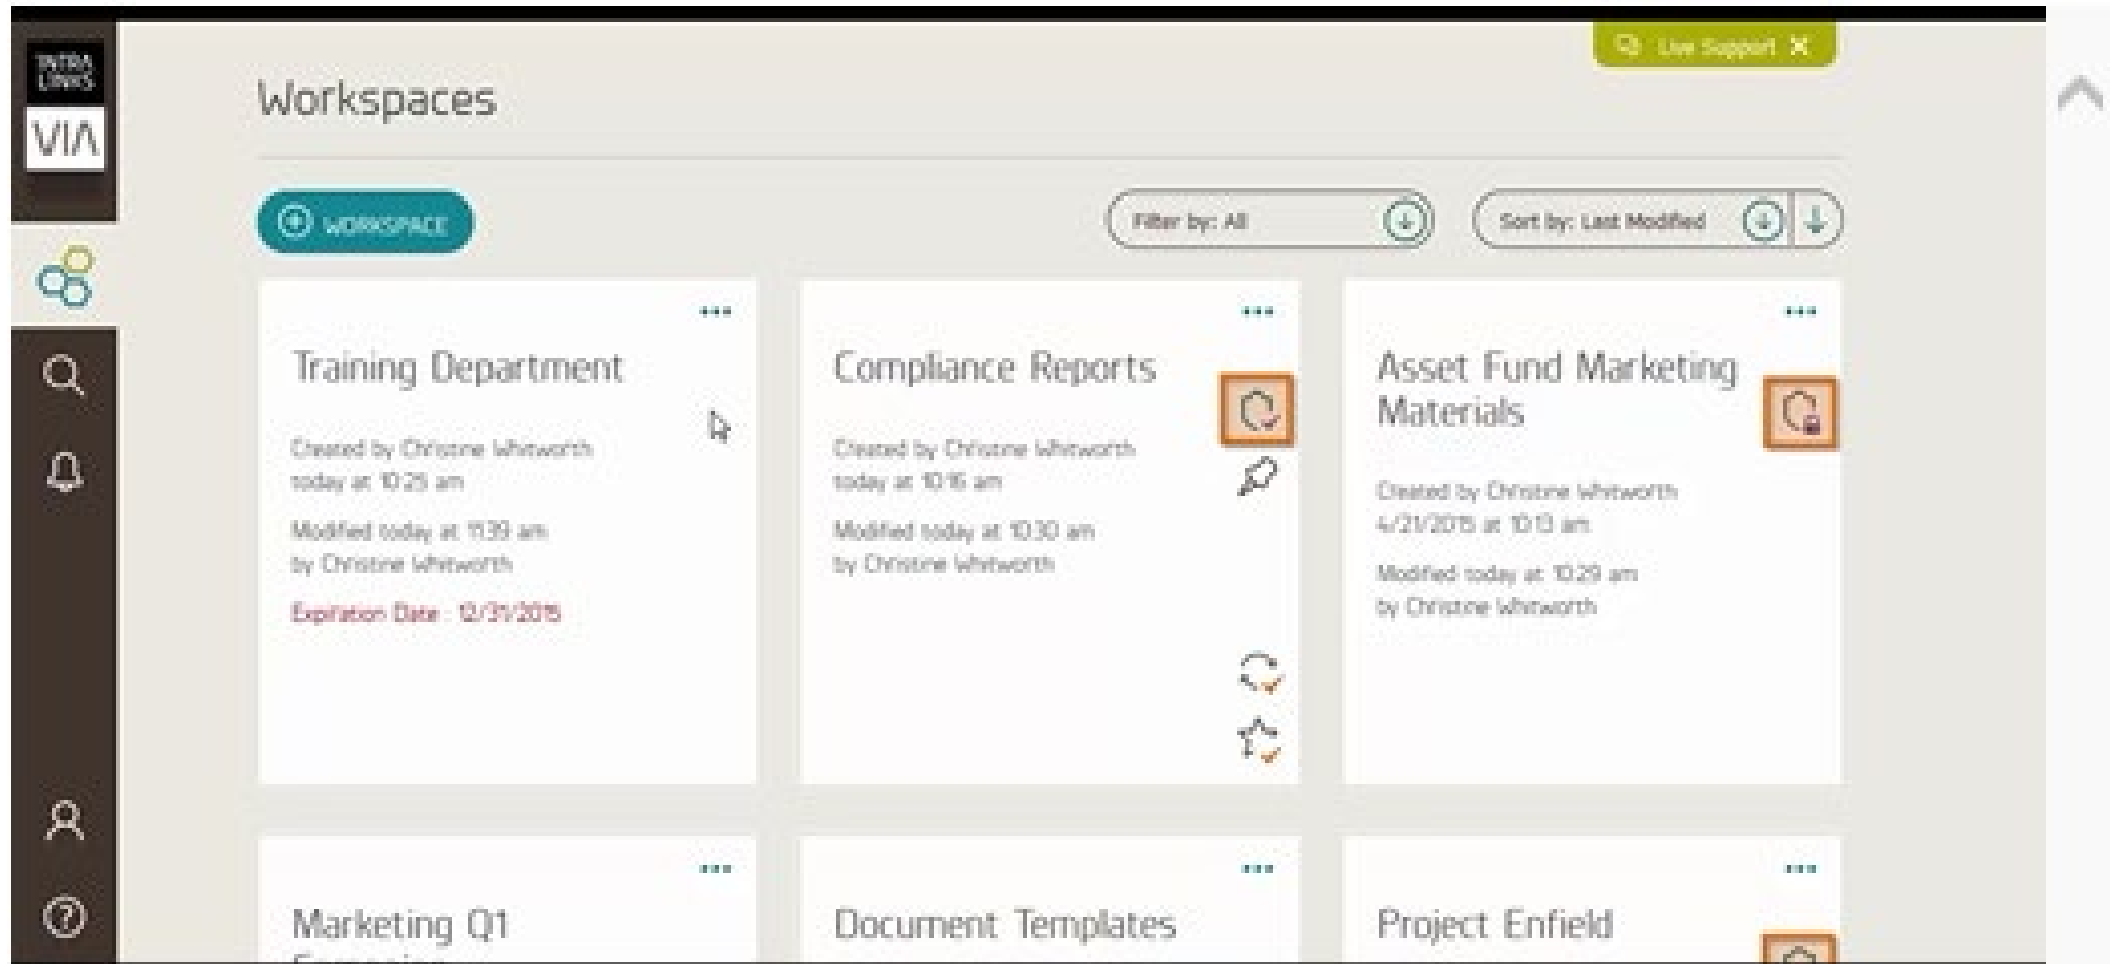 INTRA
LINKS
VIA
Live Support
Workspaces
WORKSPACE
Filter by: All
Sort by: Last Modified
Training Department
Created by Christine Whitworth
today at 10:25 am
Modified today at 11:39 am
by Christine Whitworth
Expiration Date : 12/31/2015
Compliance Reports
Created by Christine Whitworth
today at 10:16 am
Modified today at 10:30 am
by Christine Whitworth
Asset Fund Marketing
Materials
Created by Christine Whitworth
4/21/2015 at 10:13 am
Modified today at 10:29 am
by Christine Whitworth
Marketing Q1
Document Templates
Project Enfield